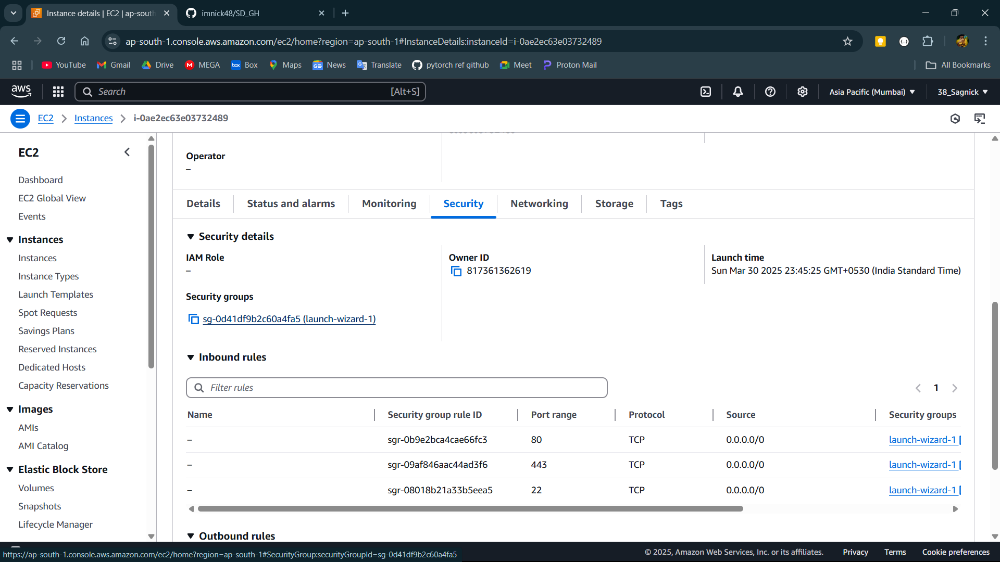 Instance details | EC2 | ap-south
imnick48/SD_GH
ap-south-1.console.aws.amazon.com/ec2/home?region=ap-south-1#InstanceDetails:instanceId=i-0ae2ec63e03732489
YouTube Gmail Drive MEGA Box Maps News Translate pytorch ref github Meet Proton Mail All Bookmarks
aws Search [Alt+S] Asia Pacific (Mumbai) 38_Sagnick
EC2 Instances i-0ae2ec63e03732489
EC2
Dashboard
EC2 Global View
Events
Instances
Instances
Instance Types
Launch Templates
Spot Requests
Savings Plans
Reserved Instances
Dedicated Hosts
Capacity Reservations
Images
AMIs
AMI Catalog
Elastic Block Store
Volumes
Snapshots
Lifecycle Manager
Operator
–
Details Status and alarms Monitoring Security Networking Storage Tags
Security details
IAM Role
–
Owner ID
817361362619
Launch time
Sun Mar 30 2025 23:45:25 GMT+0530 (India Standard Time)
Security groups
sg-0d41df9b2c60a4fa5 (launch-wizard-1)
Inbound rules
Filter rules
1
Name Security group rule ID Port range Protocol Source Security groups
– sgr-0b9e2bca4cae66fc3 80 TCP 0.0.0.0/0 launch-wizard-1
– sgr-09af846aac44ad3f6 443 TCP 0.0.0.0/0 launch-wizard-1
– sgr-08018b21a33b5eea5 22 TCP 0.0.0.0/0 launch-wizard-1
Outbound rules
https://ap-south-1.console.aws.amazon.com/ec2/home?region=ap-south-1#SecurityGroup:securityGroupId=sg-0d41df9b2c60a4fa5
© 2025, Amazon Web Services, Inc. or its affiliates. Privacy Terms Cookie preferences